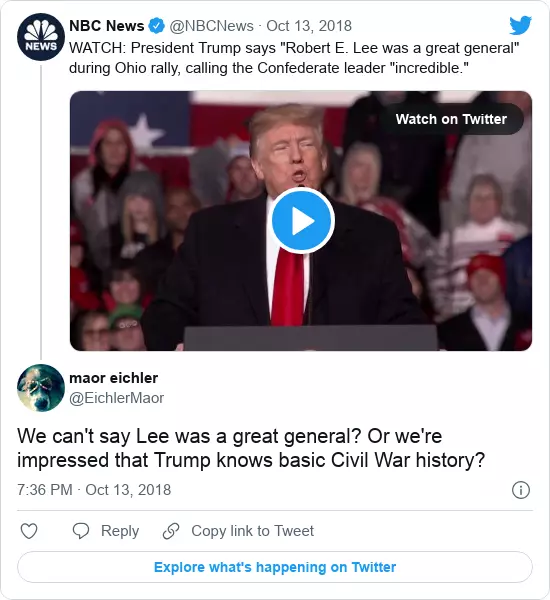 NBC NEWS
NBC News @NBCNews · Oct 13, 2018
WATCH: President Trump says "Robert E. Lee was a great general"
during Ohio rally, calling the Confederate leader "incredible."
Watch on Twitter
maor eichler
@EichlerMaor
We can't say Lee was a great general? Or we're
impressed that Trump knows basic Civil War history?
7:36 PM · Oct 13, 2018
Reply
Copy link to Tweet
Explore what's happening on Twitter